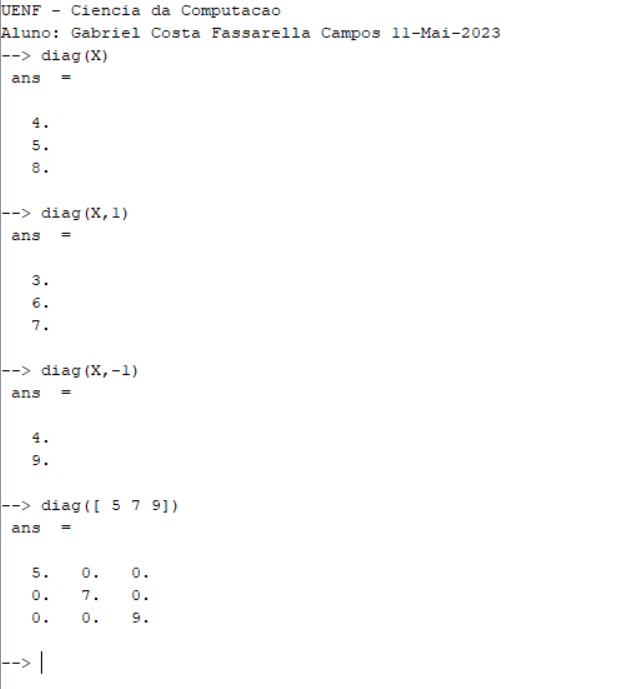 UENF - Ciencia da Computacao
Aluno: Gabriel Costa Fassarella Campos 11-Mai-2023
--> diag(X)
ans  =
4.
5.
8.
--> diag(X,1)
ans  =
3.
6.
7.
--> diag(X,-1)
ans  =
4.
9.
--> diag([ 5 7 9])
ans  =
5.   0.   0.
0.   7.   0.
0.   0.   9.
-->